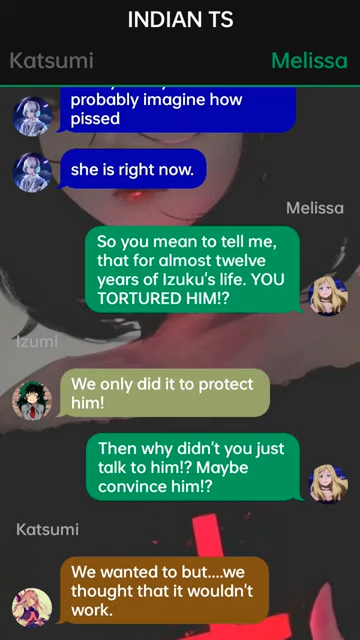 INDIAN TS
Katsumi
Melissa
probably imagine how
pissed
she is right now.
Melissa
So you mean to tell me,
that for almost twelve
years of Izuku's life. YOU
TORTURED HIM!?
Izumi
We only did it to protect
him!
Then why didn't you just
talk to him!? Maybe
convince him!?
Katsumi
We wanted to but....we
thought that it wouldn't
work.